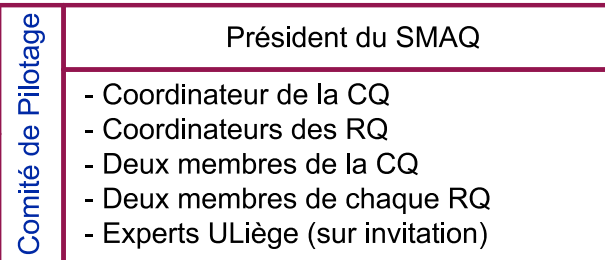 Comité de Pilotage
Président du SMAQ
- Coordinateur de la CQ
- Coordinateurs des RQ
- Deux membres de la CQ
- Deux membres de chaque RQ
- Experts ULiège (sur invitation)